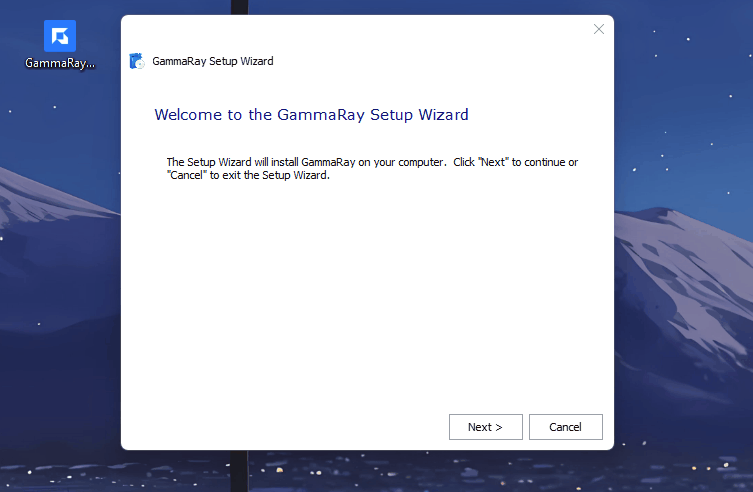 GammaRay...
GammaRay Setup Wizard
Welcome to the GammaRay Setup Wizard
The Setup Wizard will install GammaRay on your computer.  Click "Next" to continue or
"Cancel" to exit the Setup Wizard.
Next >
Cancel